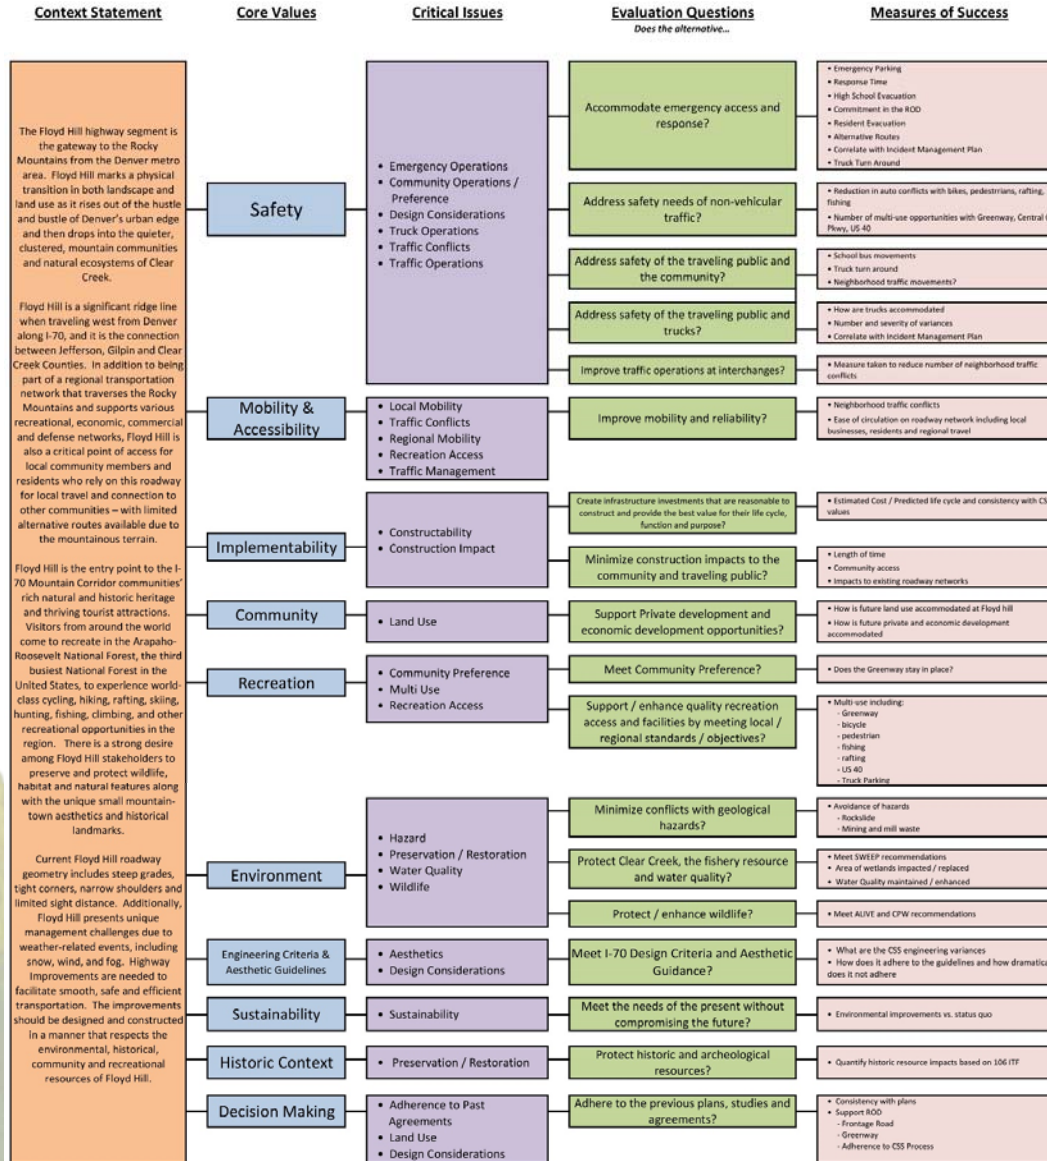 Context Statement
Core Values
Critical Issues
Evaluation Questions
Does the alternative...
Measures of Success
The Floyd Hill highway segment is
the gateway to the Rocky
Mountains from the Denver metro
area. Floyd Hill marks a physical
transition in both landscape and
land use as it rises out of the hustle
and bustle of Denver's urban edge
and then drops into the quieter,
clustered, mountain communities
and natural ecosystems of Clear
Creek.
Floyd Hill is a significant ridge line
when traveling west from Denver
along I-70, and it is the connection
between Jefferson, Gilpin and Clear
Creek Counties. In addition to being
part of a regional transportation
network that traverses the Rocky
Mountains and supports various
recreational, economic, commercial
and defense networks, Floyd Hill is
also a critical point of access for
local community members and
residents who rely on this roadway
for local travel and connection to
other communities – with limited
alternative routes available due to
the mountainous terrain.
Floyd Hill is the entry point to the I-
70 Mountain Corridor communities'
rich natural and historic heritage
and thriving tourist attractions.
Visitors from around the world
come to recreate in the Arapaho-
Roosevelt National Forest, the third
busiest National Forest in the
United States, to experience world-
class cycling, hiking, rafting, skiing,
hunting, fishing, climbing, and other
recreational opportunities in the
region. There is a strong desire
among Floyd Hill stakeholders to
preserve and protect wildlife,
habitat and natural features along
with the unique small mountain-
town aesthetics and historical
landmarks.
Current Floyd Hill roadway
geometry includes steep grades,
tight corners, narrow shoulders and
limited sight distance. Additionally,
Floyd Hill presents unique
management challenges due to
weather-related events, including
snow, wind, and fog. Highway
Improvements are needed to
facilitate smooth, safe and efficient
transportation. The improvements
should be designed and constructed
in a manner that respects the
environmental, historical,
community and recreational
resources of Floyd Hill.
Safety
• Emergency Operations
• Community Operations /
Preference
• Design Considerations
• Truck Operations
• Traffic Conflicts
• Traffic Operations
Accommodate emergency access and
response?
• Emergency Parking
• Response Time
• High School Evacuation
• Commitment in the ROD
• Resident Evacuation
• Alternative Routes
• Correlate with Incident Management Plan
• Truck Turn Around
Address safety needs of non-vehicular
traffic?
• Reduction in auto conflicts with bikes, pedestrrians, rafting,
fishing
• Number of multi-use opportunities with Greenway, Central
Pkwy, US 40
Address safety of the traveling public and
the community?
• School bus movements
• Truck turn around
• Neighborhood traffic movements?
Address safety of the traveling public and
trucks?
• How are trucks accommodated
• Number and severity of variances
• Correlate with Incident Management Plan
Improve traffic operations at interchanges?
• Measure taken to reduce number of neighborhood traffic
conflicts
Mobility &
Accessibility
• Local Mobility
• Traffic Conflicts
• Regional Mobility
• Recreation Access
• Traffic Management
Improve mobility and reliability?
• Neighborhood traffic conflicts
• Ease of circulation on roadway network including local
businesses, residents and regional travel
Implementability
• Constructability
• Construction Impact
Create infrastructure investments that are reasonable to
construct and provide the best value for their life cycle,
function and purpose?
• Estimated Cost / Predicted life cycle and consistency with
values
Minimize construction impacts to the
community and traveling public?
• Length of time
• Community access
• Impacts to existing roadway networks
Community
• Land Use
Support Private development and
economic development opportunities?
• How is future land use accommodated at Floyd hill
• How is future private and economic development
accommodated
Recreation
• Community Preference
• Multi Use
• Recreation Access
Meet Community Preference?
• Does the Greenway stay in place?
Support / enhance quality recreation
access and facilities by meeting local /
regional standards / objectives?
• Multi-use including:
- Greenway
- bicycle
- pedestrian
- fishing
- rafting
- US 40
- Truck Parking
Environment
• Hazard
• Preservation / Restoration
• Water Quality
• Wildlife
Minimize conflicts with geological
hazards?
• Avoidance of hazards
- Rockslide
- Mining and mill waste
Protect Clear Creek, the fishery resource
and water quality?
• Meet SWEEP recommendations
• Area of wetlands impacted / replaced
• Water Quality maintained / enhanced
Protect / enhance wildlife?
• Meet ALIVE and CPW recommendations
Engineering Criteria &
Aesthetic Guidelines
• Aesthetics
• Design Considerations
Meet I-70 Design Criteria and Aesthetic
Guidance?
• What are the CSS engineering variances
• How does it adhere to the guidelines and how
does it not adhere
Sustainability
• Sustainability
Meet the needs of the present without
compromising the future?
• Environmental improvements vs. status quo
Historic Context
• Preservation / Restoration
Protect historic and archeological
resources?
• Quantify historic resource impacts based on 106 ITF
Decision Making
• Adherence to Past
Agreements
• Land Use
• Design Considerations
Adhere to the previous plans, studies and
agreements?
• Consistency with plans
• Support ROD
- Frontage Road
- Greenway
- Adherence to CSS Process